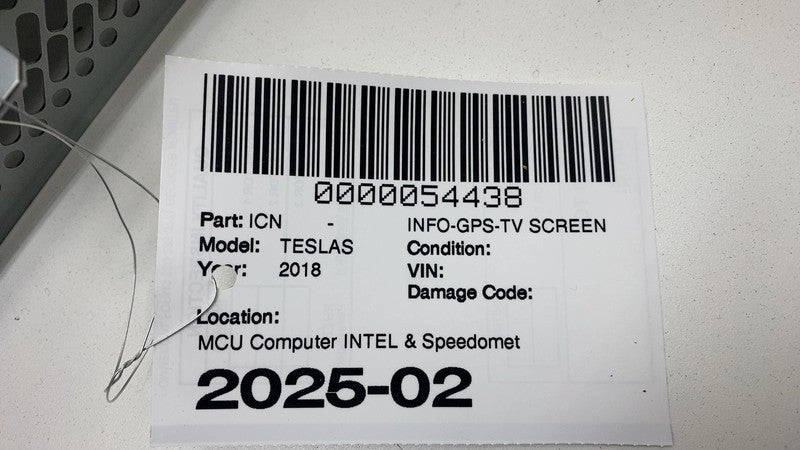 0000054438
Part: ICN - INFO-GPS-TV SCREEN
Model: TESLAS Condition:
Year: 2018 VIN:
Damage Code:
Location:
MCU Computer INTEL & Speedomet
2025-02